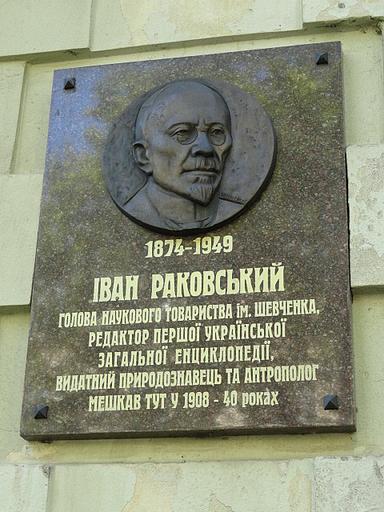 1874-1949
ІВАН РАКОВСЬКИЙ
ГОЛОВА НАУКОВОГО ТОВАРИСТВА ім. ШЕВЧЕНКА,
РЕДАКТОР ПЕРШОЇ УКРАЇНСЬКОЇ
ЗАГАЛЬНОЇ ЕНЦИКЛОПЕДІЇ,
ВИДАТНИЙ ПРИРОДОЗНАВЕЦЬ ТА АНТРОПОЛОГ
МЕШКАВ ТУТ У 1908 - 40 роках